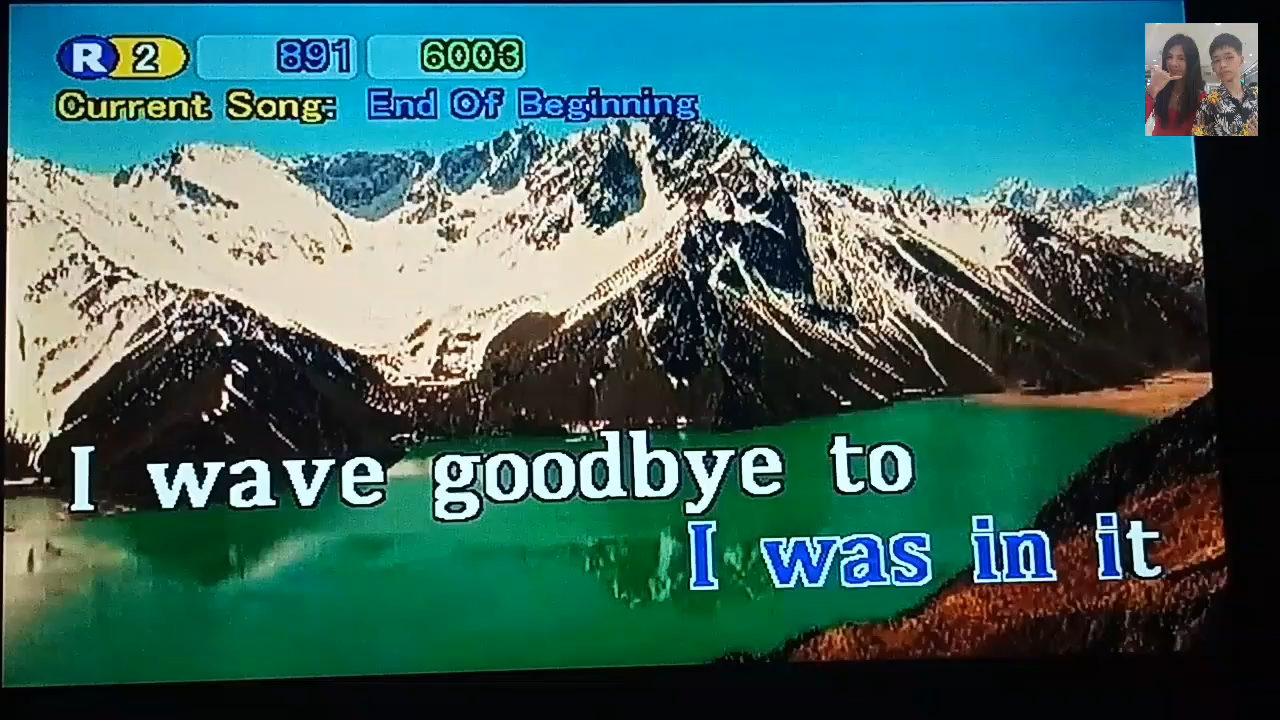 R 2 891 6003
Current Song: End Of Beginning
I wave goodbye to
I was in it